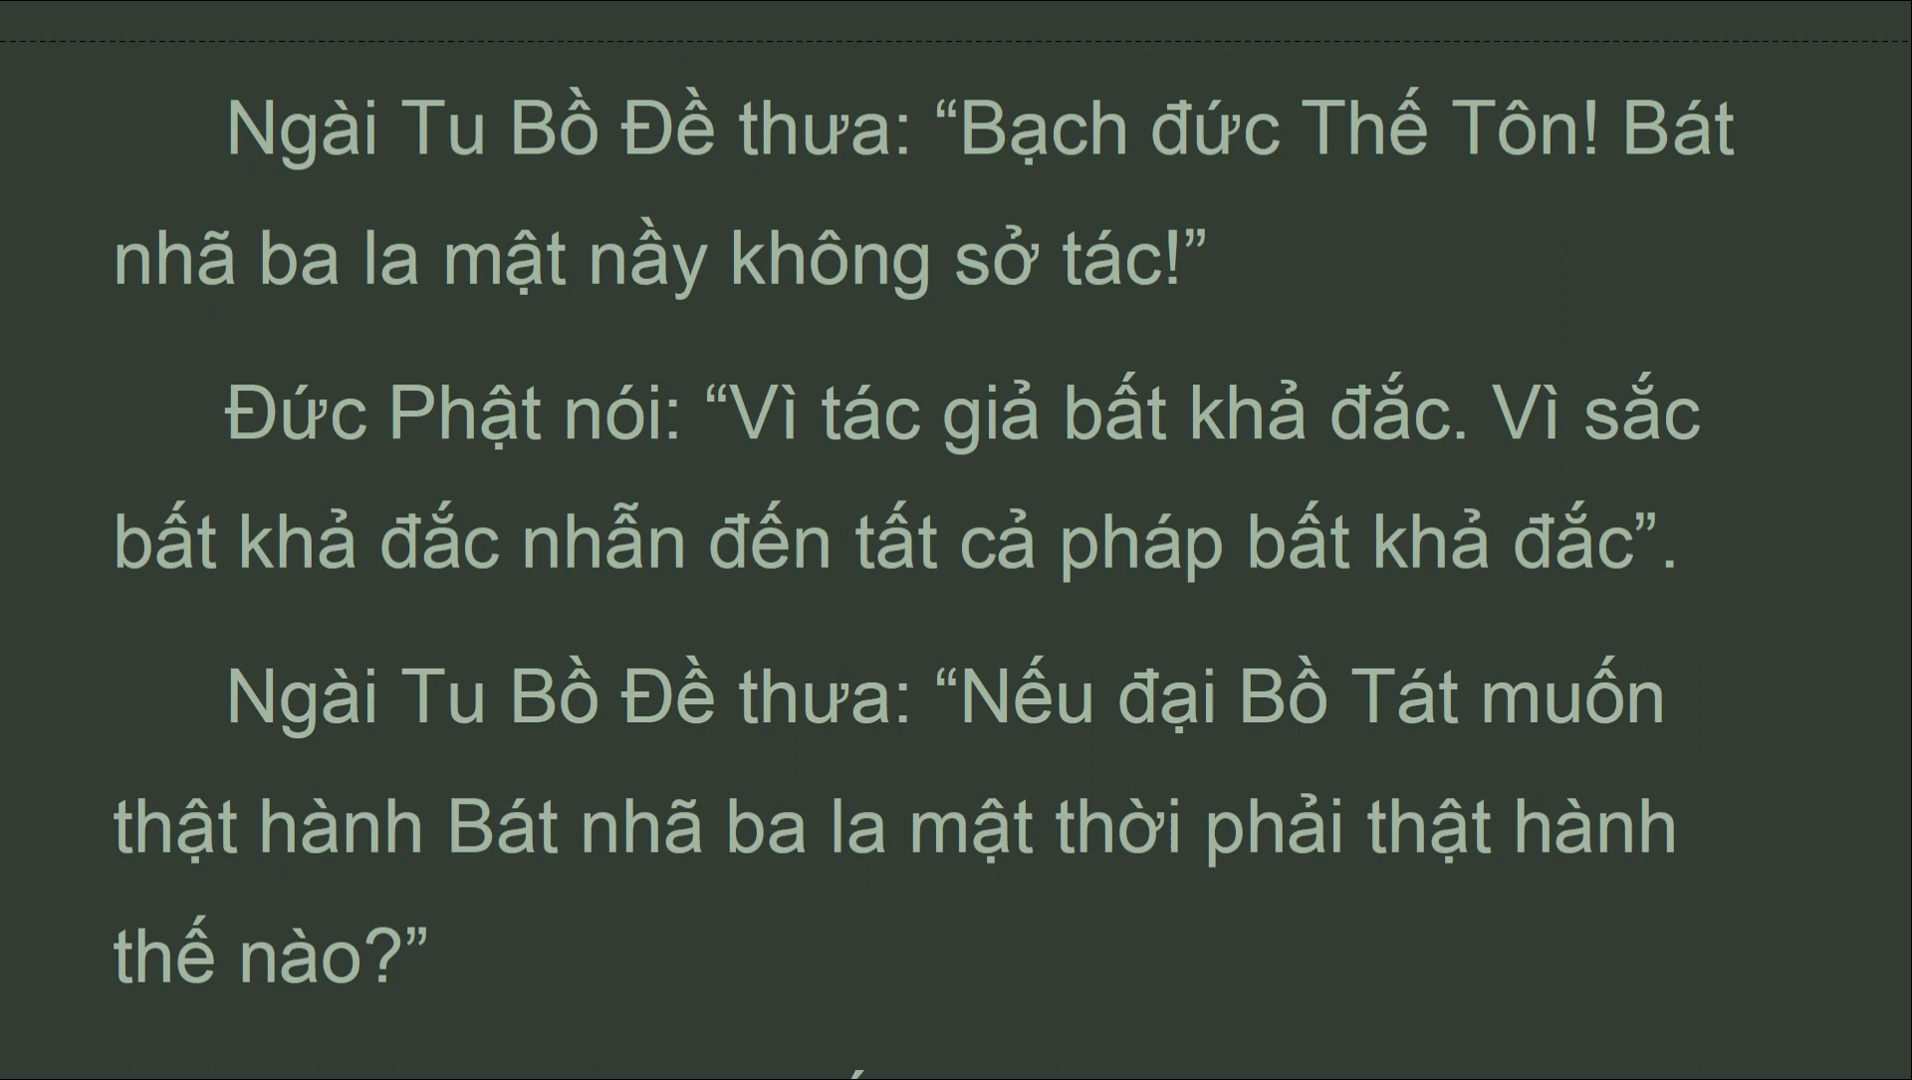 Ngài Tu Bồ Đề thưa: “Bạch đức Thế Tôn! Bát
nhã ba la mật nầy không sở tác!”
Đức Phật nói: “Vì tác giả bất khả đắc. Vì sắc
bất khả đắc nhẫn đến tất cả pháp bất khả đắc”.
Ngài Tu Bồ Đề thưa: “Nếu đại Bồ Tát muốn
thật hành Bát nhã ba la mật thời phải thật hành
thế nào?”